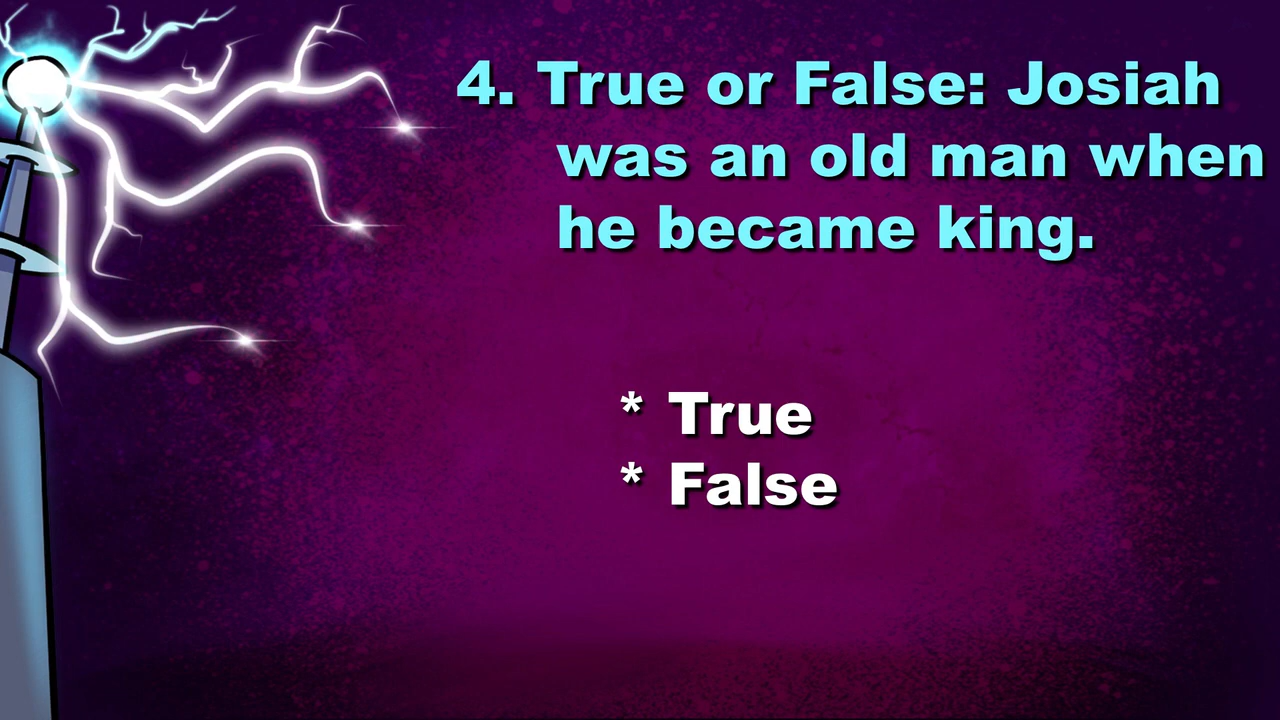 4. True or False: Josiah
was an old man when
he became king.
* True
* False